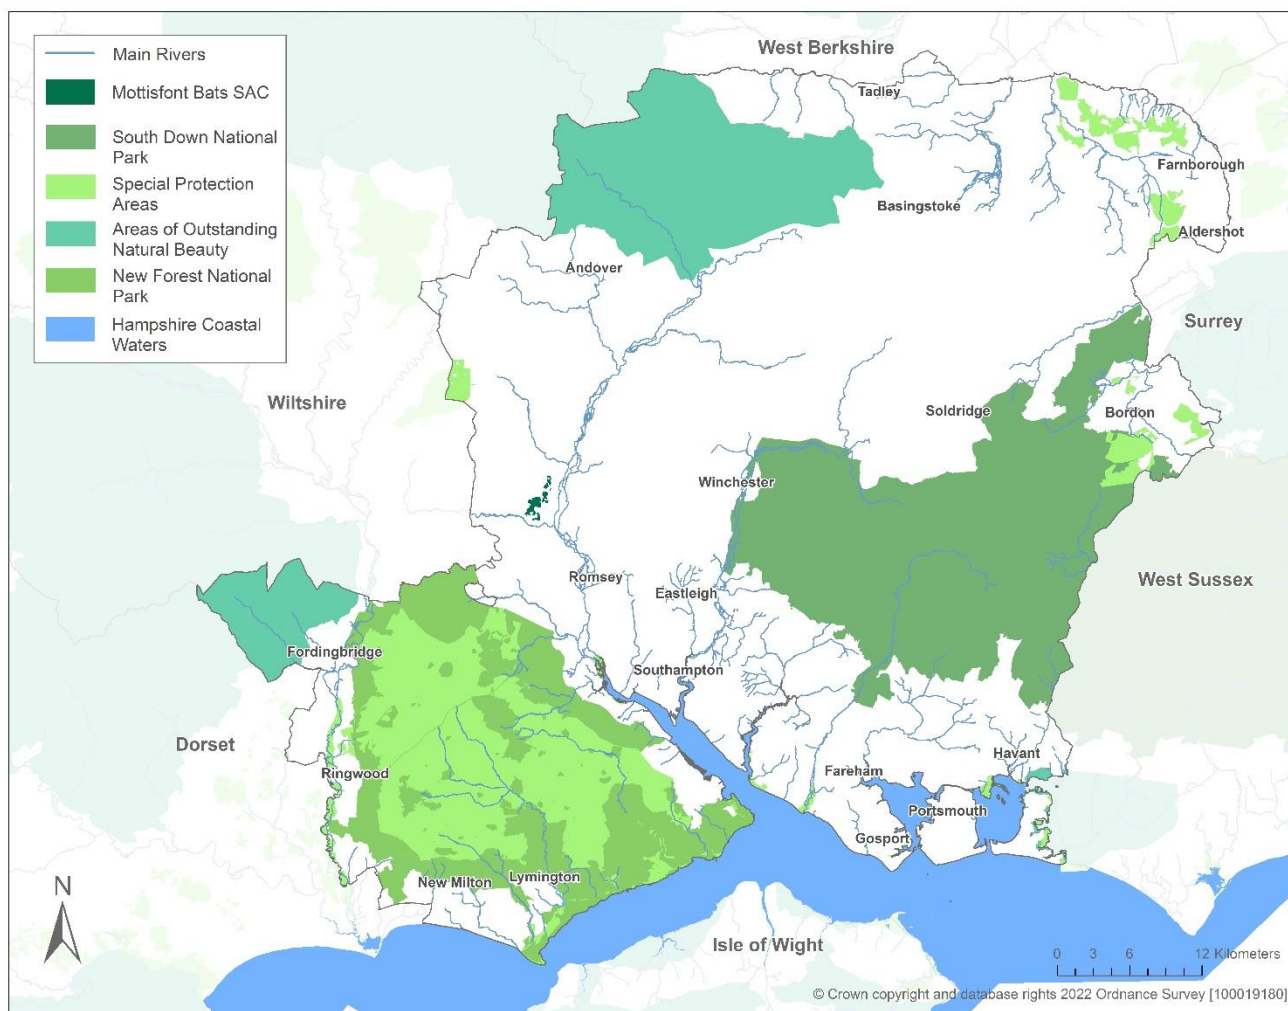 Main Rivers
Mottisfont Bats SAC
South Down National
Park
Special Protection
Areas
Areas of Outstanding
Natural Beauty
New Forest National
Park
Hampshire Coastal
Waters
West Berkshire
Tadley
Farnborough
Basingstoke
Aldershot
Andover
Surrey
Wiltshire
Soldridge
Bordon
Winchester
Romsey
Eastleigh
West Sussex
Fordingbridge
Southampton
Dorset
Ringwood
Havant
Fareham
Portsmouth
Gosport
New Milton
Lymington
N
Isle of Wight
0 3 6 12 Kilometers
© Crown copyright and database rights 2022 Ordnance Survey [100019180]